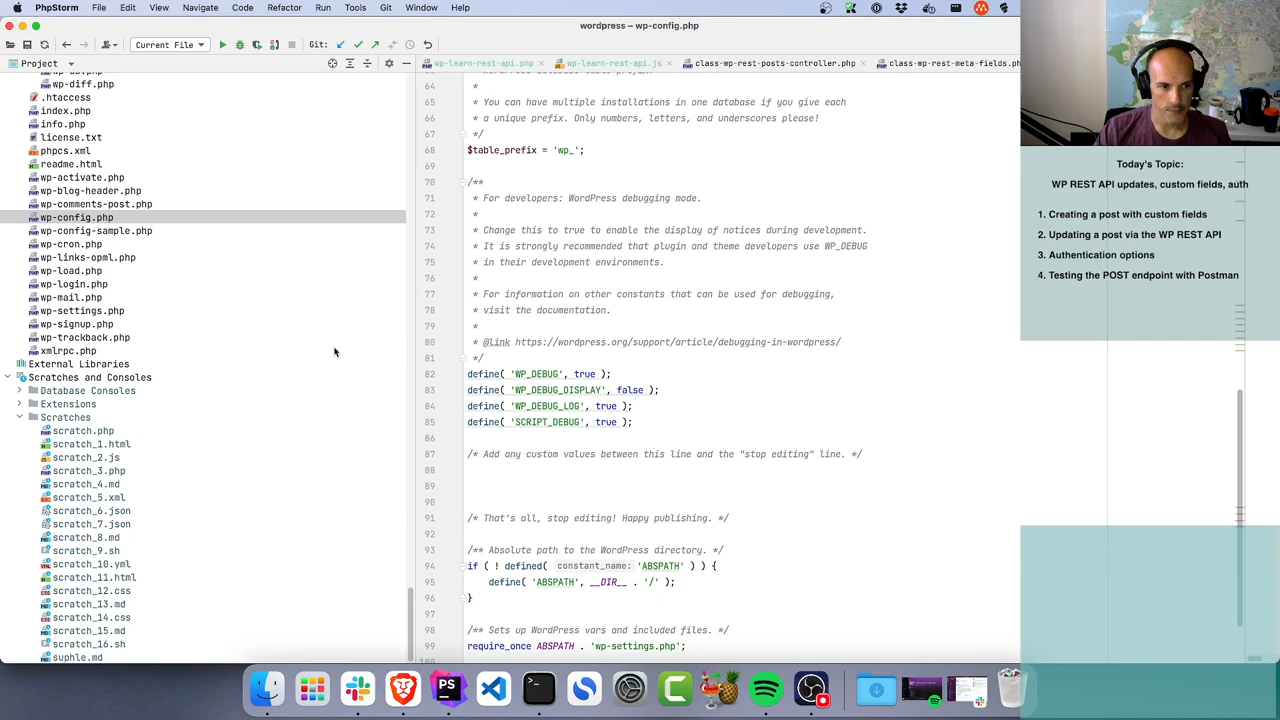 PhpStorm File Edit View Navigate Code Refactor Run Tools Git Window Help
wordpress – wp-config.php
Current File Git:
Project
wp-learn-rest-api.php wp-learn-rest-api.js class-wp-rest-posts-controller.php class-wp-rest-meta-fields.php
wp-diff.php
.htaccess
index.php
info.php
license.txt
phpcs.xml
readme.html
wp-activate.php
wp-blog-header.php
wp-comments-post.php
wp-config.php
wp-config-sample.php
wp-cron.php
wp-links-opml.php
wp-load.php
wp-login.php
wp-mail.php
wp-settings.php
wp-signup.php
wp-trackback.php
xmlrpc.php
External Libraries
Scratches and Consoles
Database Consoles
Extensions
Scratches
scratch.php
scratch_1.html
scratch_2.js
scratch_3.php
scratch_4.md
scratch_5.xml
scratch_6.json
scratch_7.json
scratch_8.md
scratch_9.sh
scratch_10.yml
scratch_11.html
scratch_12.css
scratch_13.md
scratch_14.css
scratch_15.md
scratch_16.sh
suphle.md
64 *
65 * You can have multiple installations in one database if you give each
66 * a unique prefix. Only numbers, letters, and underscores please!
67 */
68 $table_prefix = 'wp_';
69
70 /**
71 * For developers: WordPress debugging mode.
72 *
73 * Change this to true to enable the display of notices during development.
74 * It is strongly recommended that plugin and theme developers use WP_DEBUG
75 * in their development environments.
76 *
77 * For information on other constants that can be used for debugging,
78 * visit the documentation.
79 *
80 * @link https://wordpress.org/support/article/debugging-in-wordpress/
81 */
82 define( 'WP_DEBUG', true );
83 define( 'WP_DEBUG_DISPLAY', false );
84 define( 'WP_DEBUG_LOG', true );
85 define( 'SCRIPT_DEBUG', true );
86
87 /* Add any custom values between this line and the "stop editing" line. */
88
89
90
91 /* That's all, stop editing! Happy publishing. */
92
93 /** Absolute path to the WordPress directory. */
94 if ( ! defined( constant_name: 'ABSPATH' ) ) {
95 define( 'ABSPATH', __DIR__ . '/' );
96 }
97
98 /** Sets up WordPress vars and included files. */
99 require_once ABSPATH . 'wp-settings.php';
Today's Topic:
WP REST API updates, custom fields, auth
1. Creating a post with custom fields
2. Updating a post via the WP REST API
3. Authentication options
4. Testing the POST endpoint with Postman
PS